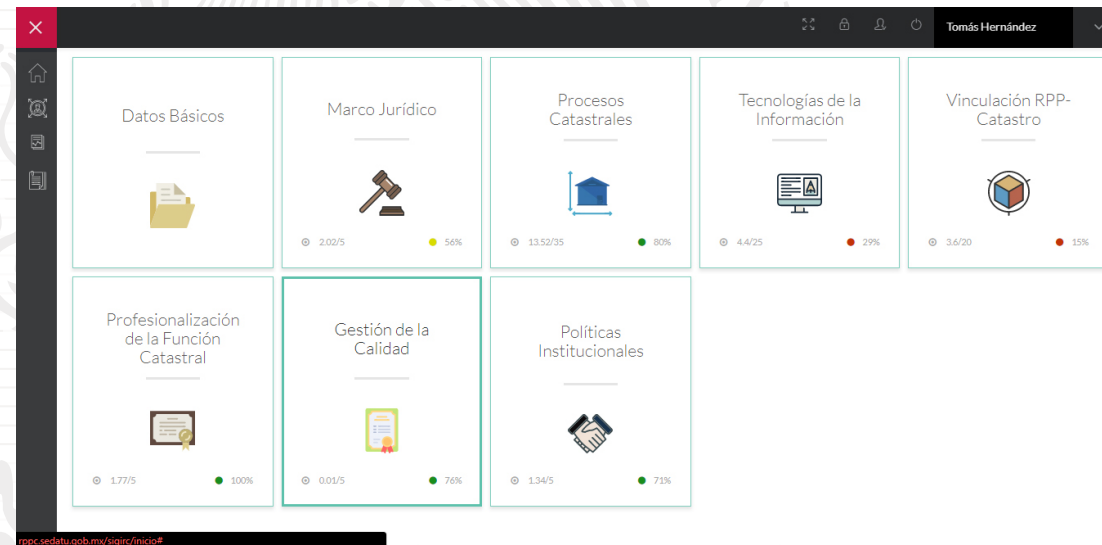 Tomás Hernández
Datos Básicos
Marco Jurídico
2.02/5
56%
Procesos
Catastrales
13.52/35
80%
Tecnologías de la
Información
4.4/25
29%
Vinculación RPP-
Catastro
3.6/20
15%
Profesionalización
de la Función
Catastral
1.77/5
100%
Gestión de la
Calidad
0.01/5
76%
Políticas
Institucionales
1.34/5
71%
rppc.sedatu.gob.mx/sigirc/inicio#